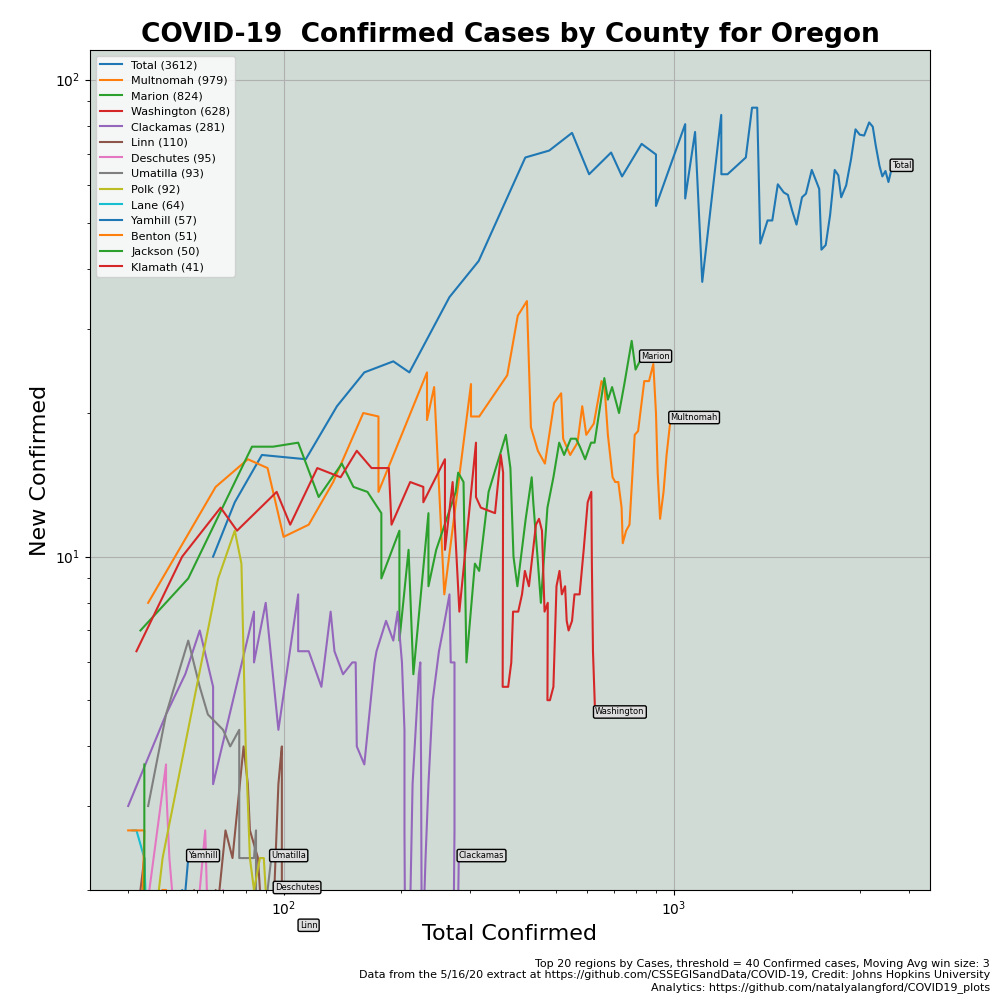 COVID-19  Confirmed Cases by County for Oregon
Total (3612)
Multnomah (979)
Marion (824)
Washington (628)
Clackamas (281)
Linn (110)
Deschutes (95)
Umatilla (93)
Polk (92)
Lane (64)
Yamhill (57)
Benton (51)
Jackson (50)
Klamath (41)
10²
10¹
New Confirmed
Total
Marion
Multnomah
Washington
Yamhill
Umatilla
Clackamas
Deschutes
Linn
10²
10³
Total Confirmed
Top 20 regions by Cases, threshold = 40 Confirmed cases, Moving Avg win size: 3
Data from the 5/16/20 extract at https://github.com/CSSEGISandData/COVID-19, Credit: Johns Hopkins University
Analytics: https://github.com/natalyalangford/COVID19_plots